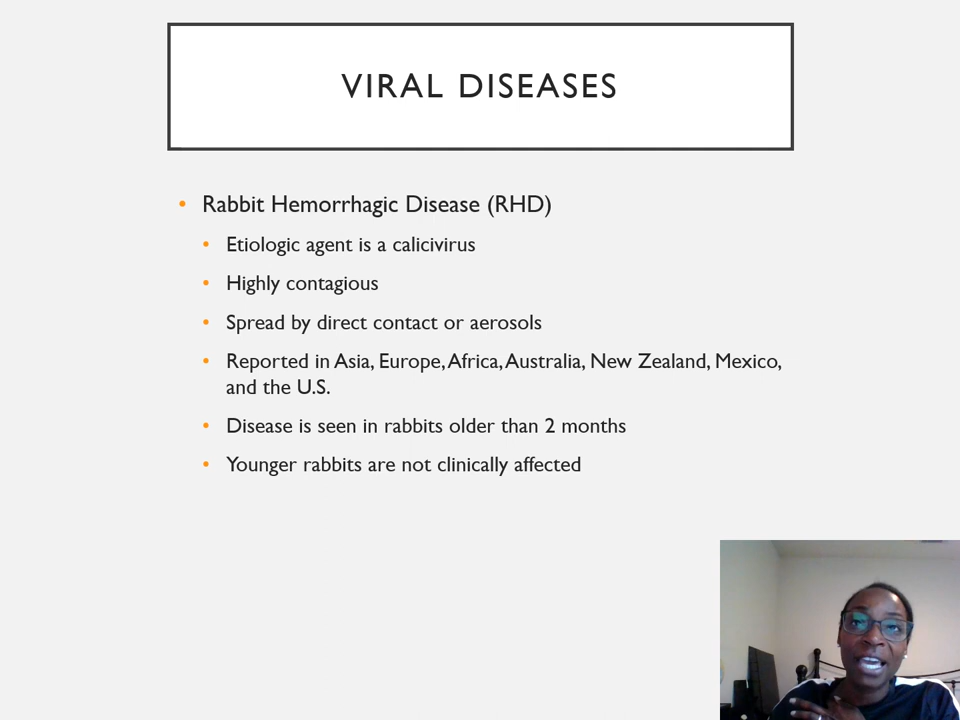 VIRAL DISEASES
• Rabbit Hemorrhagic Disease (RHD)
• Etiologic agent is a calicivirus
• Highly contagious
• Spread by direct contact or aerosols
• Reported in Asia, Europe, Africa, Australia, New Zealand, Mexico,
and the U.S.
• Disease is seen in rabbits older than 2 months
• Younger rabbits are not clinically affected